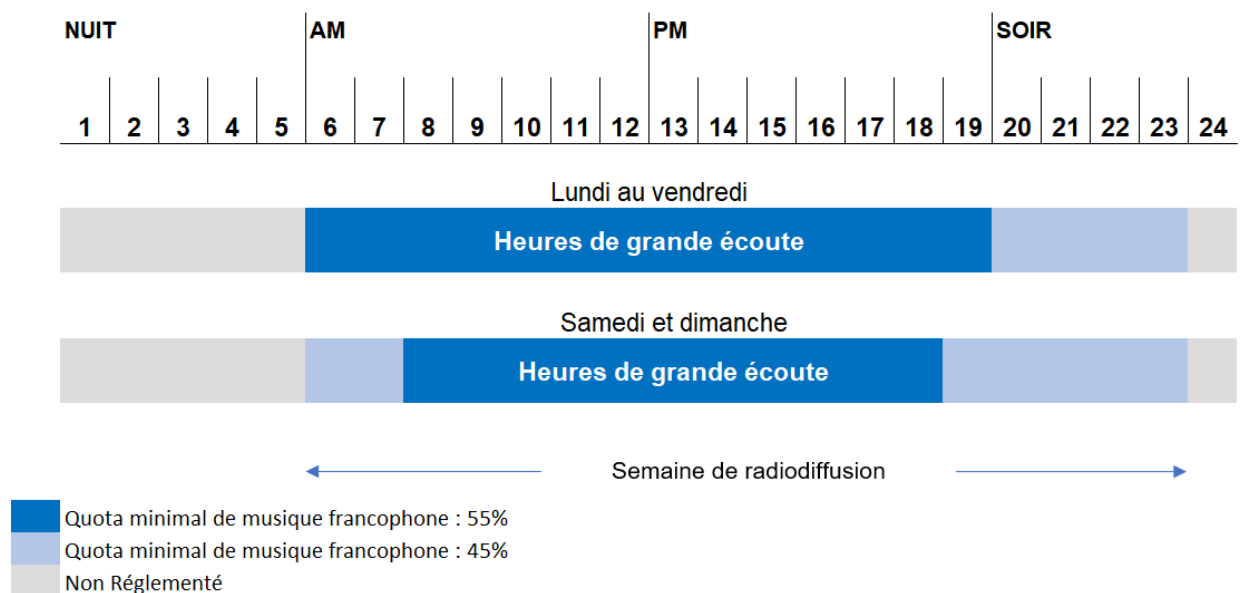 NUIT AM PM SOIR
1 2 3 4 5 6 7 8 9 10 11 12 13 14 15 16 17 18 19 20 21 22 23 24
Lundi au vendredi
Heures de grande écoute
Samedi et dimanche
Heures de grande écoute
Semaine de radiodiffusion
Quota minimal de musique francophone : 55%
Quota minimal de musique francophone : 45%
Non Réglementé